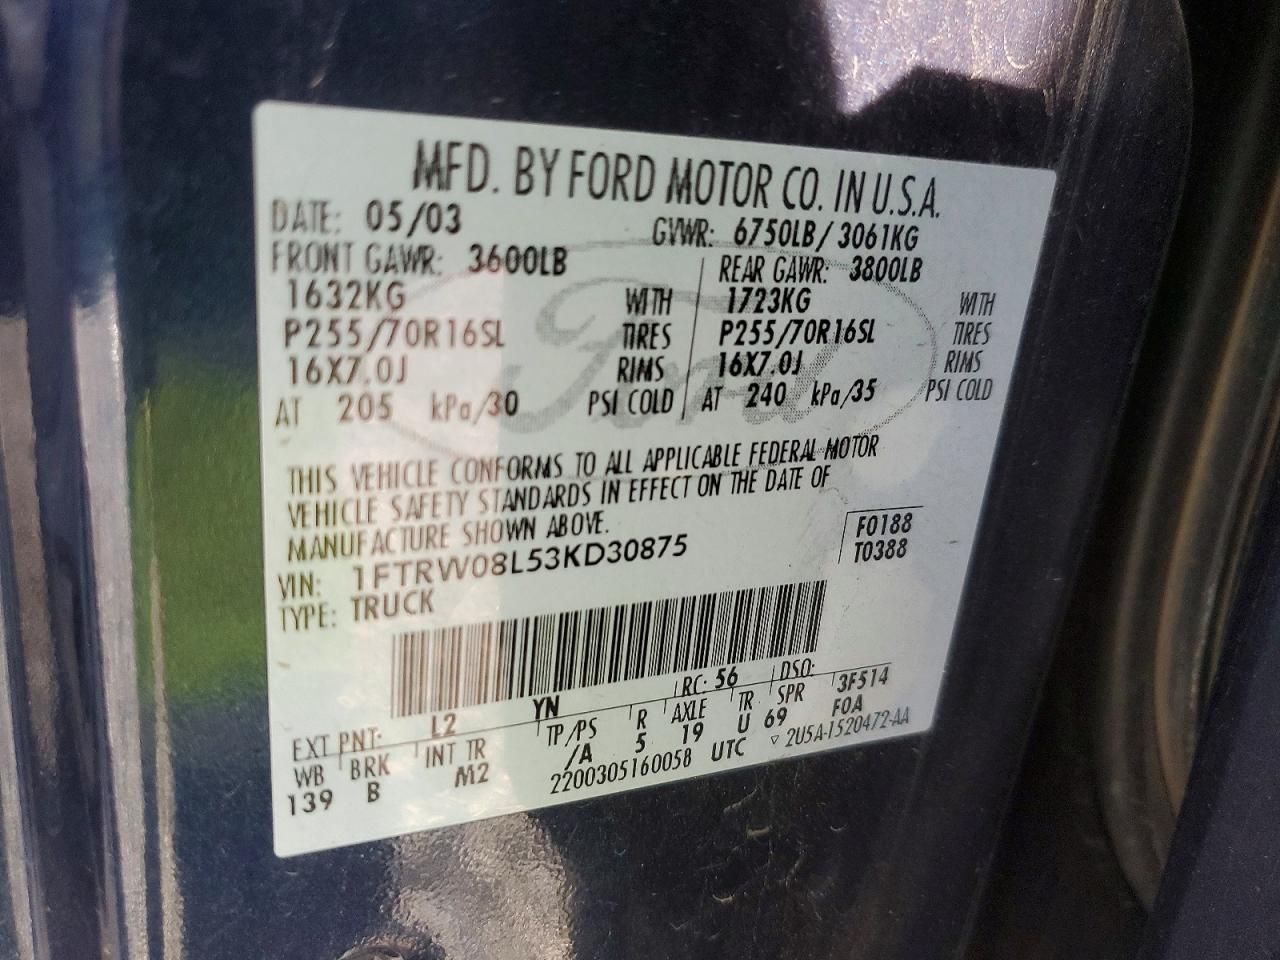 MFD. BY FORD MOTOR CO. IN U.S.A.
DATE: 05/03 GVWR: 6750LB/3061KG
FRONT GAWR: 3600LB REAR GAWR: 3800LB
1632KG WITH 1723KG WITH
P255/70R16SL TIRES P255/70R16SL TIRES
16X7.0J RIMS 16X7.0J RIMS
AT 205 kPa/30 PSI COLD AT 240 kPa/35 PSI COLD
Ford
THIS VEHICLE CONFORMS TO ALL APPLICABLE FEDERAL MOTOR
VEHICLE SAFETY STANDARDS IN EFFECT ON THE DATE OF
MANUFACTURE SHOWN ABOVE.
F0188
T0388
VIN: 1FTRW08L53KD30875
TYPE: TRUCK
EXT PNT: L2 YN RC: 56 DSO: 3F514
WB BRK INT TR TP/PS R AXLE TR SPR F0A
139 B M2 /A 5 19 U 69
2200305160058 UTC ▽ 2U5A-1520472-AA